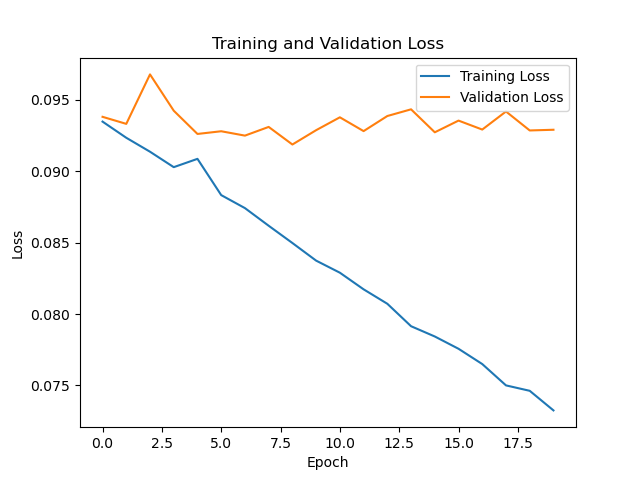 Training and Validation Loss
Training Loss
Validation Loss
0.095
0.090
0.085
0.080
0.075
Loss
0.0 2.5 5.0 7.5 10.0 12.5 15.0 17.5
Epoch